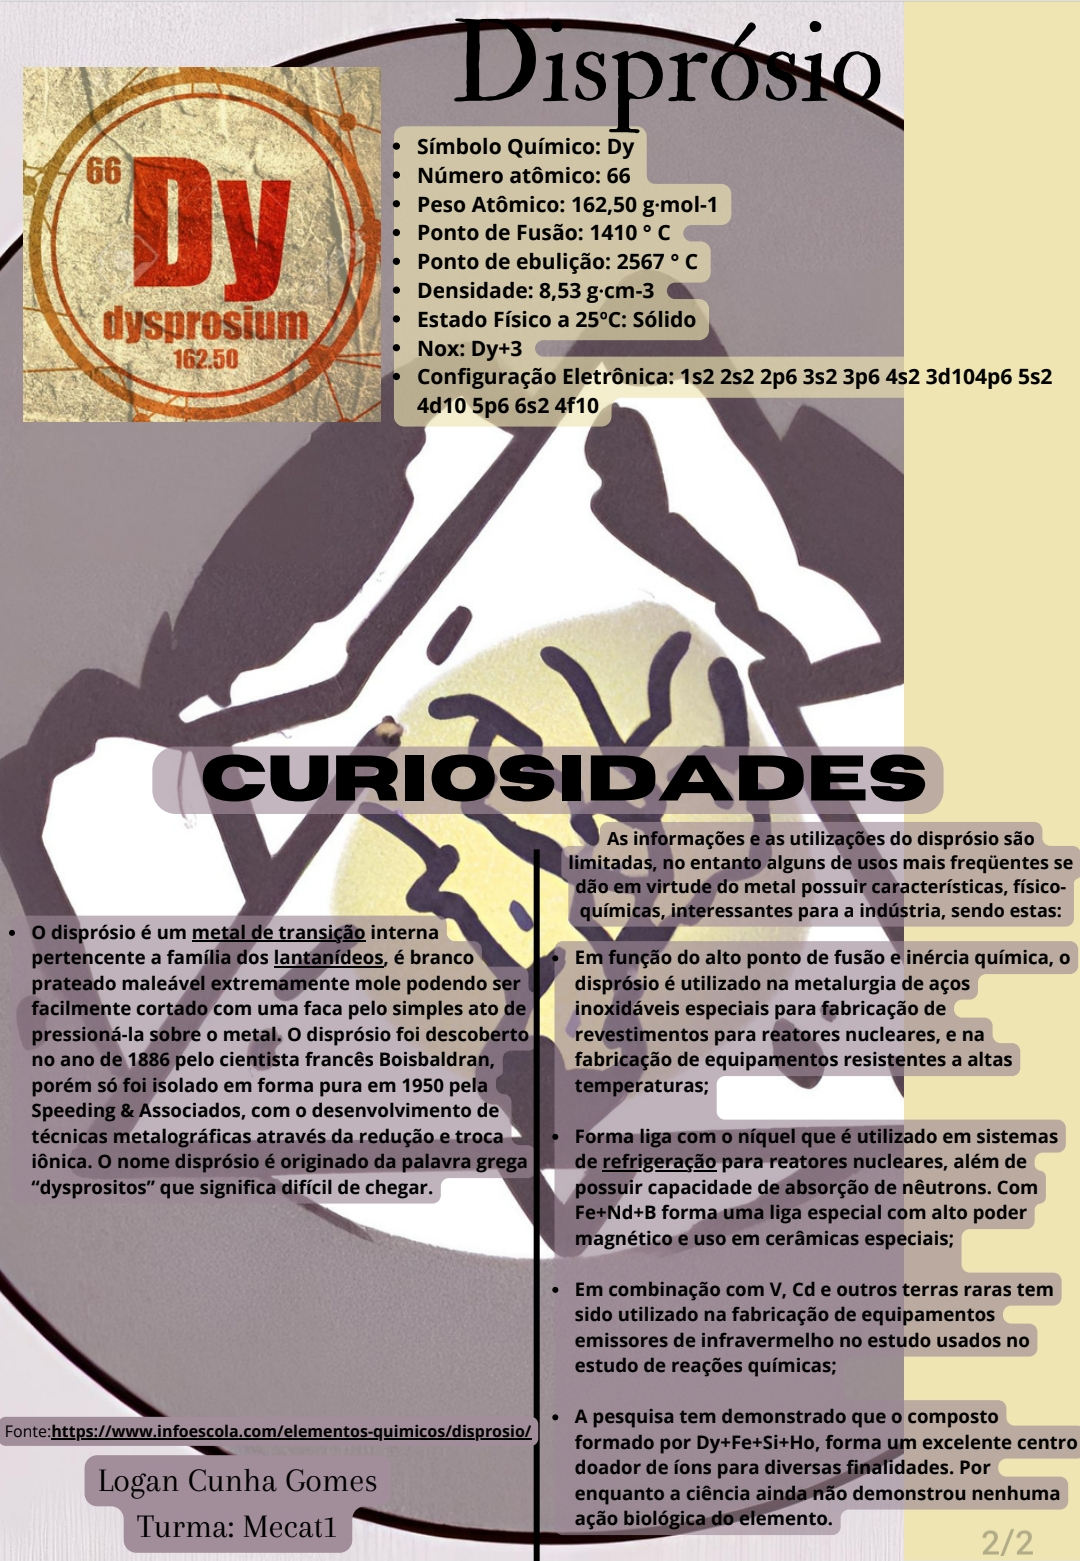 Disprósio
66
Dy
dysprosium
162.50
• Símbolo Químico: Dy
• Número atômico: 66
• Peso Atômico: 162,50 g·mol-1
• Ponto de Fusão: 1410 ° C
• Ponto de ebulição: 2567 ° C
• Densidade: 8,53 g·cm-3
• Estado Físico a 25ºC: Sólido
• Nox: Dy+3
• Configuração Eletrônica: 1s2 2s2 2p6 3s2 3p6 4s2 3d104p6 5s2
4d10 5p6 6s2 4f10
CURIOSIDADES
• O disprósio é um metal de transição interna
pertencente a família dos lantanídeos, é branco
prateado maleável extremamente mole podendo ser
facilmente cortado com uma faca pelo simples ato de
pressioná-la sobre o metal. O disprósio foi descoberto
no ano de 1886 pelo cientista francês Boisbaldran,
porém só foi isolado em forma pura em 1950 pela
Speeding & Associados, com o desenvolvimento de
técnicas metalográficas através da redução e troca
iônica. O nome disprósio é originado da palavra grega
“dysprositos” que significa difícil de chegar.
As informações e as utilizações do disprósio são
limitadas, no entanto alguns de usos mais freqüentes se
dão em virtude do metal possuir características, físico-
químicas, interessantes para a indústria, sendo estas:
• Em função do alto ponto de fusão e inércia química, o
disprósio é utilizado na metalurgia de aços
inoxidáveis especiais para fabricação de
revestimentos para reatores nucleares, e na
fabricação de equipamentos resistentes a altas
temperaturas;
• Forma liga com o níquel que é utilizado em sistemas
de refrigeração para reatores nucleares, além de
possuir capacidade de absorção de nêutrons. Com
Fe+Nd+B forma uma liga especial com alto poder
magnético e uso em cerâmicas especiais;
• Em combinação com V, Cd e outros terras raras tem
sido utilizado na fabricação de equipamentos
emissores de infravermelho no estudo usados no
estudo de reações químicas;
• A pesquisa tem demonstrado que o composto
formado por Dy+Fe+Si+Ho, forma um excelente centro
doador de íons para diversas finalidades. Por
enquanto a ciência ainda não demonstrou nenhuma
ação biológica do elemento.
Fonte:https://www.infoescola.com/elementos-quimicos/disprosio/
Logan Cunha Gomes
Turma: Mecat1
2/2